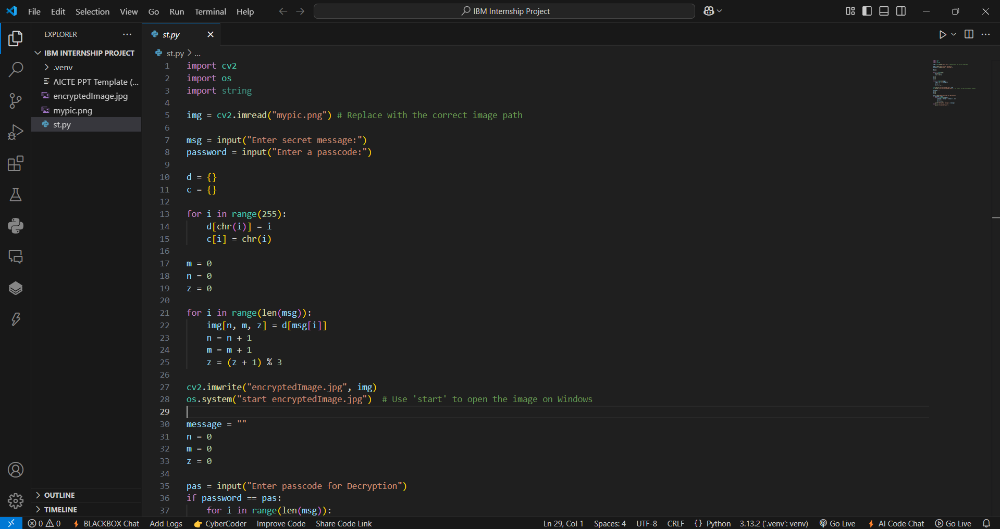 File Edit Selection View Go Run Terminal Help
IBM Internship Project
EXPLORER
IBM INTERNSHIP PROJECT
.venv
AICTE PPT Template (...
encryptedImage.jpg
mypic.png
st.py
OUTLINE
TIMELINE
st.py
st.py > ...
1 import cv2
2 import os
3 import string
4
5 img = cv2.imread("mypic.png") # Replace with the correct image path
6
7 msg = input("Enter secret message:")
8 password = input("Enter a passcode:")
9
10 d = {}
11 c = {}
12
13 for i in range(255):
14     d[chr(i)] = i
15     c[i] = chr(i)
16
17 m = 0
18 n = 0
19 z = 0
20
21 for i in range(len(msg)):
22     img[n, m, z] = d[msg[i]]
23     n = n + 1
24     m = m + 1
25     z = (z + 1) % 3
26
27 cv2.imwrite("encryptedImage.jpg", img)
28 os.system("start encryptedImage.jpg")  # Use 'start' to open the image on Windows
29
30 message = ""
31 n = 0
32 m = 0
33 z = 0
34
35 pas = input("Enter passcode for Decryption")
36 if password == pas:
37     for i in range(len(msg)):
0 0 BLACKBOX Chat Add Logs CyberCoder Improve Code Share Code Link Ln 29, Col 1 Spaces: 4 UTF-8 CRLF {} Python 3.13.2 ('.venv': venv) Go Live AI Code Chat Go Live